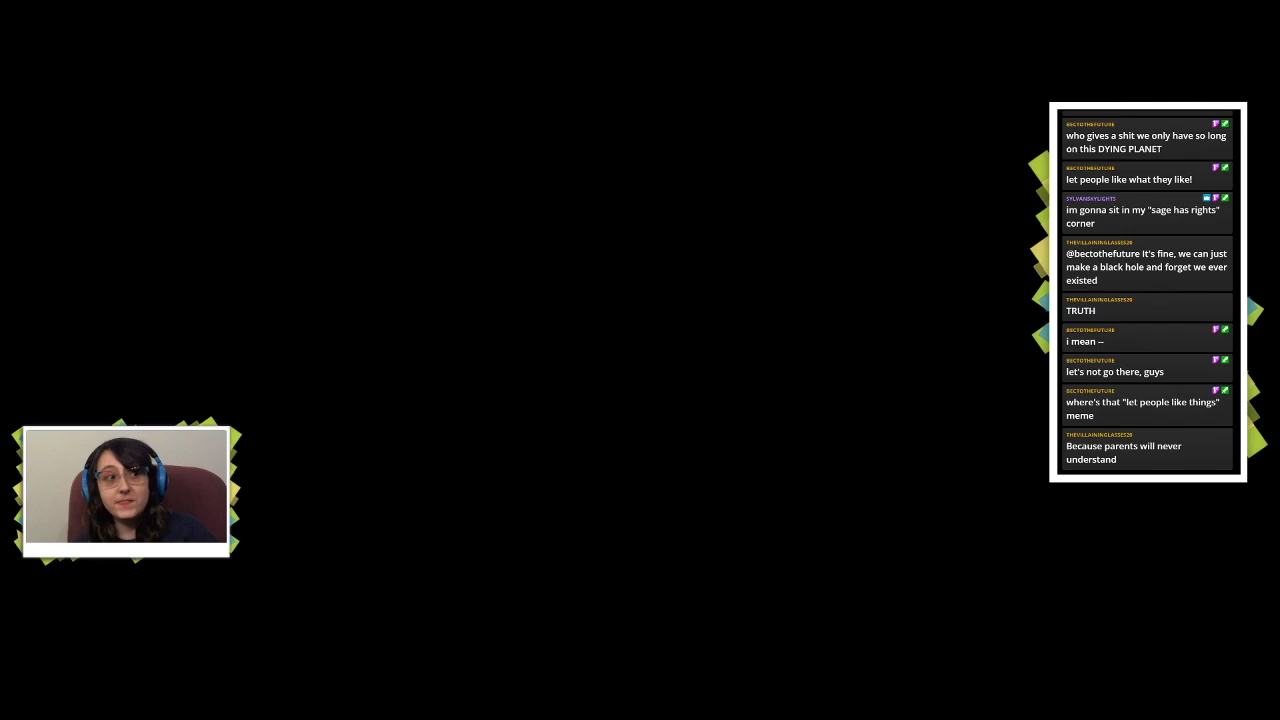 BECTOTHEFUTURE
who gives a shit we only have so long
on this DYING PLANET
BECTOTHEFUTURE
let people like what they like!
SYLVANSKYLIGHTS
im gonna sit in my "sage has rights"
corner
THEVILLAININGLASSES20
@bectothefuture It's fine, we can just
make a black hole and forget we ever
existed
THEVILLAININGLASSES20
TRUTH
BECTOTHEFUTURE
i mean --
BECTOTHEFUTURE
let's not go there, guys
BECTOTHEFUTURE
where's that "let people like things"
meme
THEVILLAININGLASSES20
Because parents will never
understand